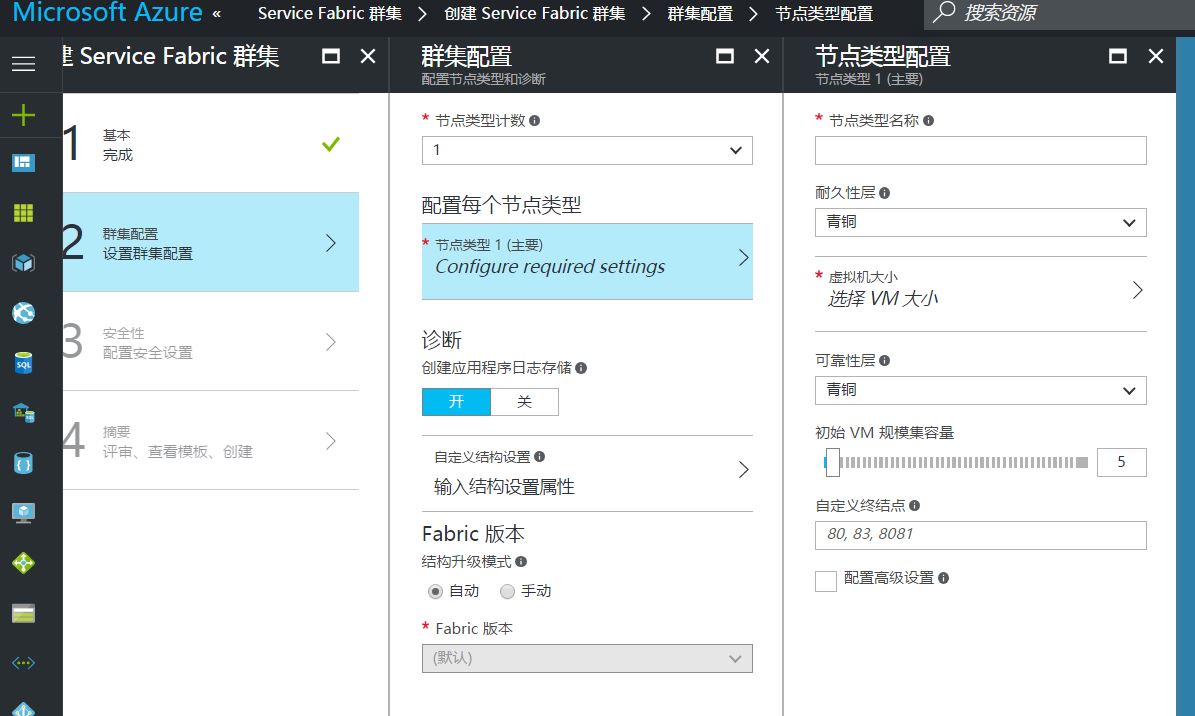 Microsoft Azure «
Service Fabric 群集 > 创建 Service Fabric 群集 > 群集配置 > 节点类型配置
搜索资源
Service Fabric 群集
1
基本
完成
2
群集配置
设置群集配置
3
安全性
配置安全设置
4
摘要
评审、查看模板、创建
群集配置
配置节点类型和诊断
* 节点类型计数
1
配置每个节点类型
* 节点类型 1 (主要)
Configure required settings
诊断
创建应用程序日志存储
开 关
自定义结构设置
输入结构设置属性
Fabric 版本
结构升级模式
自动 手动
* Fabric 版本
(默认)
节点类型配置
节点类型 1 (主要)
* 节点类型名称
耐久性层
青铜
* 虚拟机大小
选择 VM 大小
可靠性层
青铜
初始 VM 规模集容量
5
自定义终结点
80, 83, 8081
配置高级设置
SQL